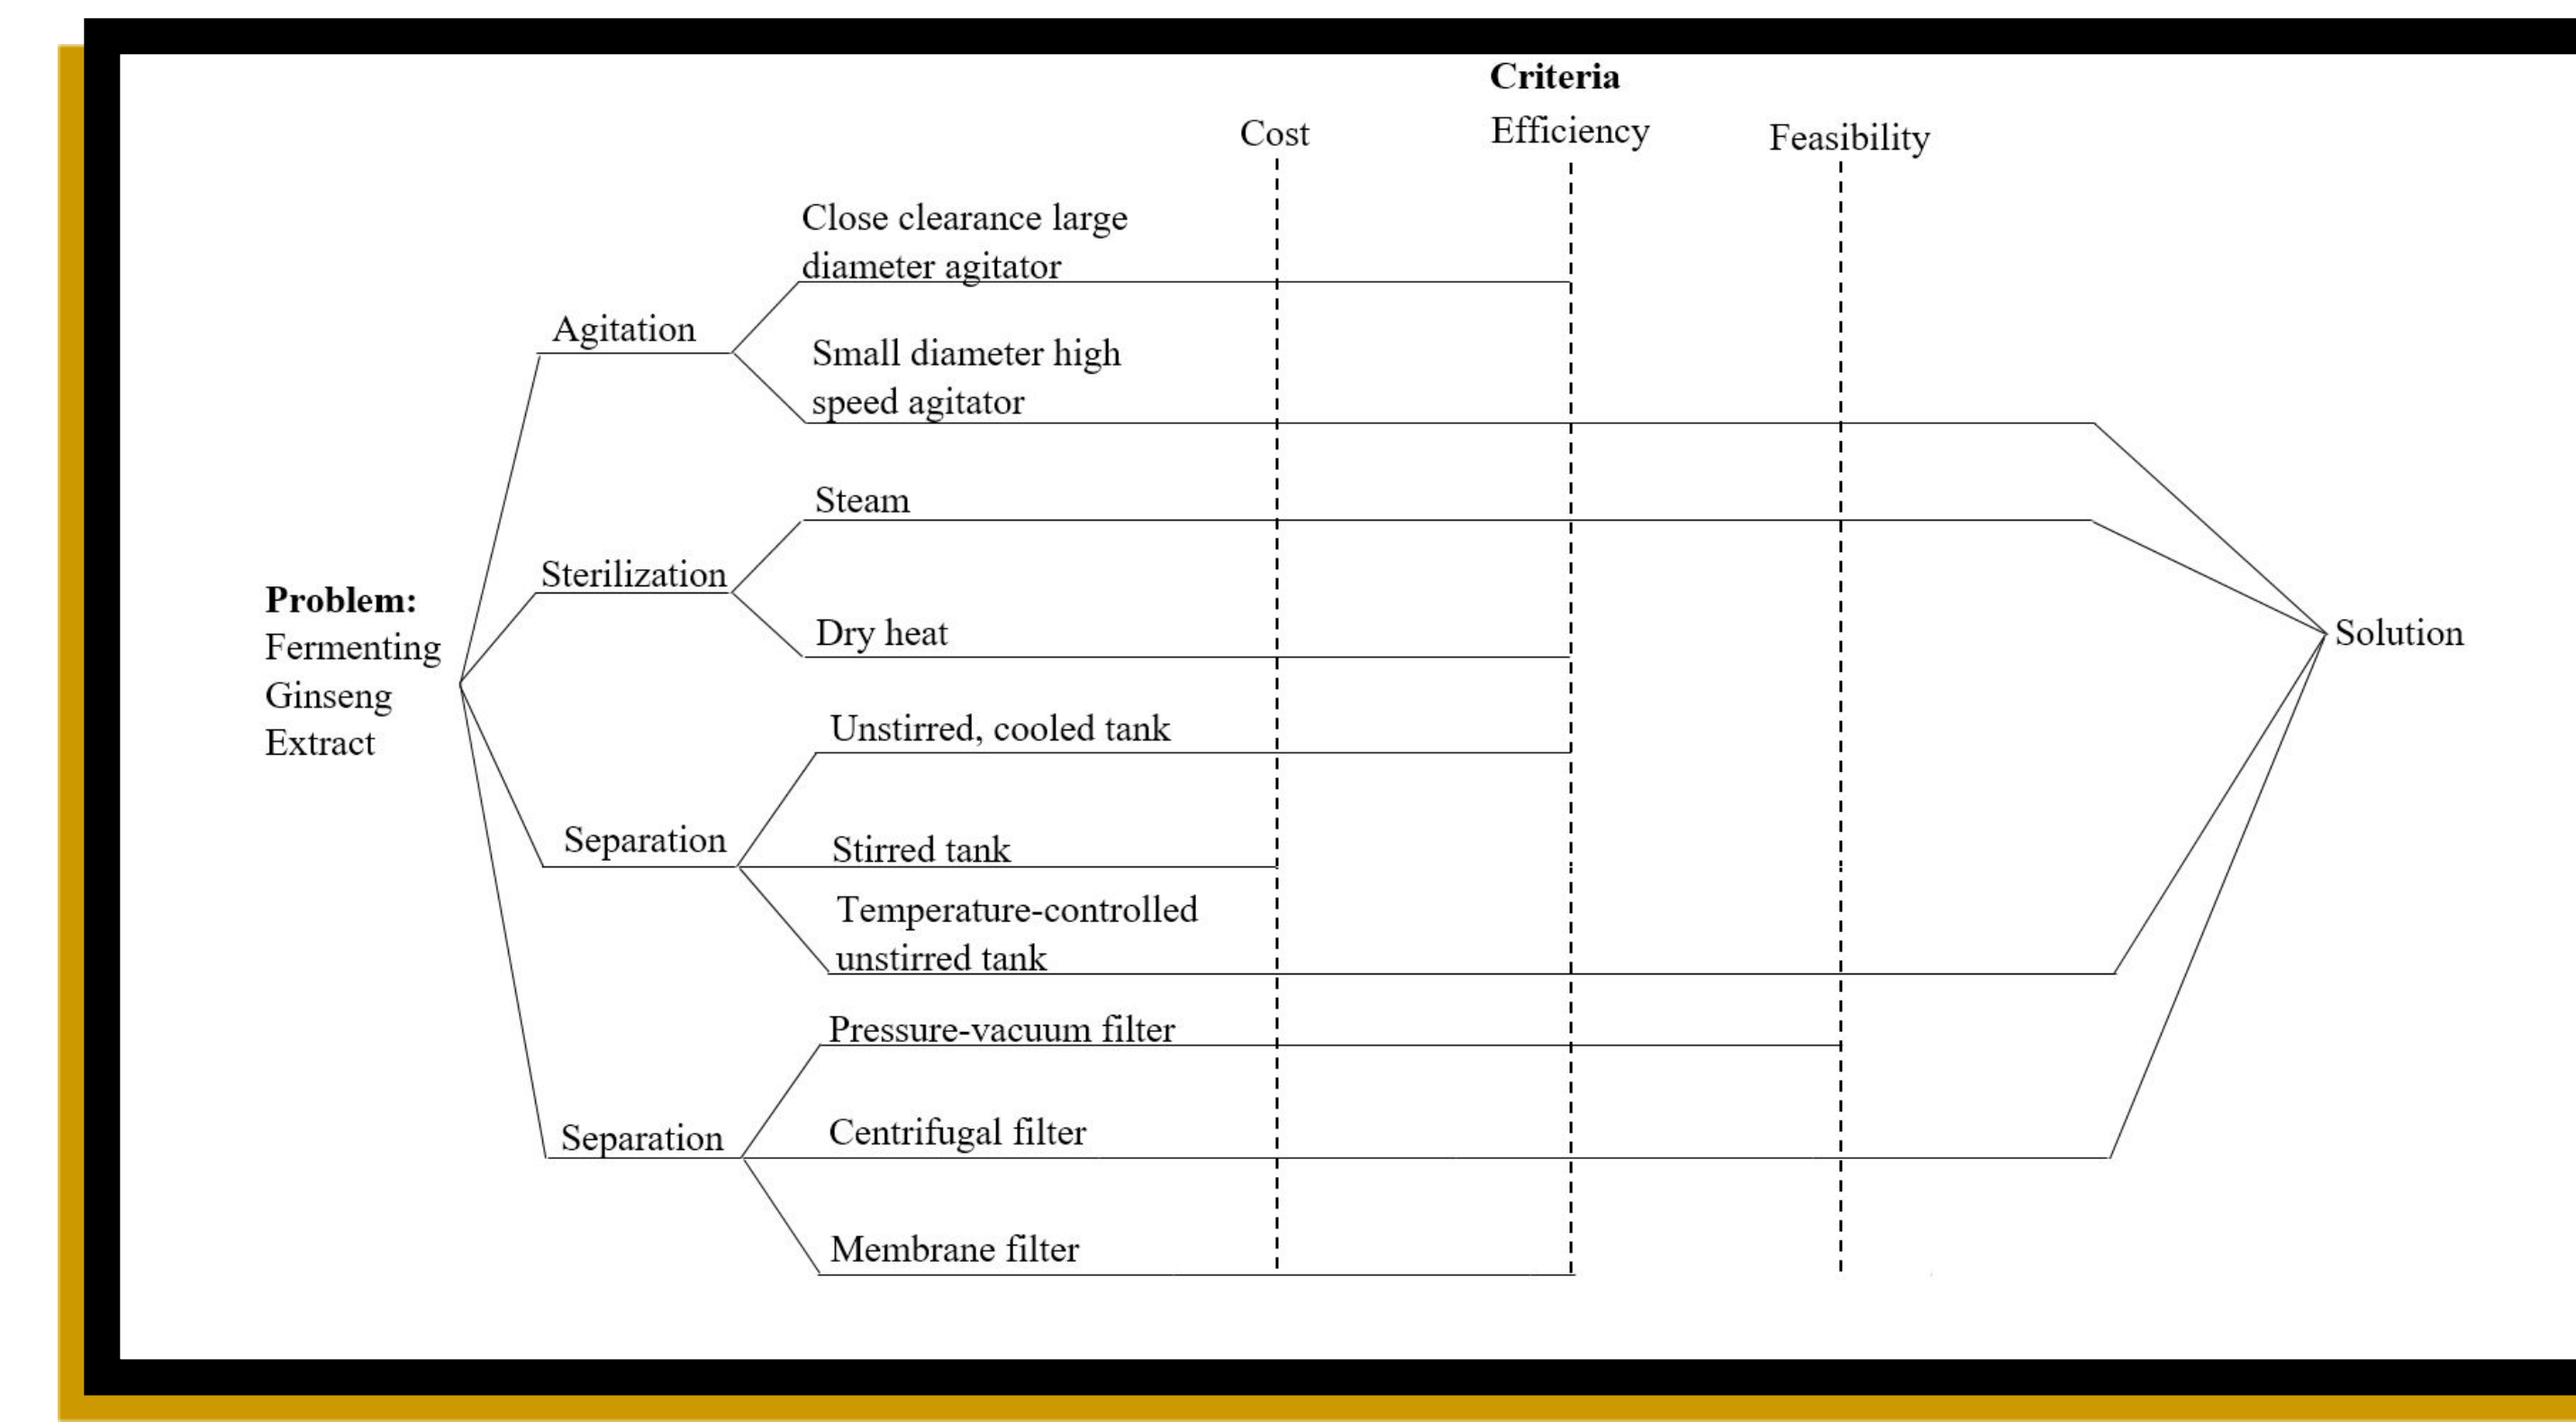 Criteria
Cost
Efficiency
Feasibility
Close clearance large
diameter agitator
Agitation
Small diameter high
speed agitator
Steam
Sterilization
Dry heat
Problem:
Fermenting
Ginseng
Extract
Solution
Unstirred, cooled tank
Separation
Stirred tank
Temperature-controlled
unstirred tank
Pressure-vacuum filter
Separation
Centrifugal filter
Membrane filter